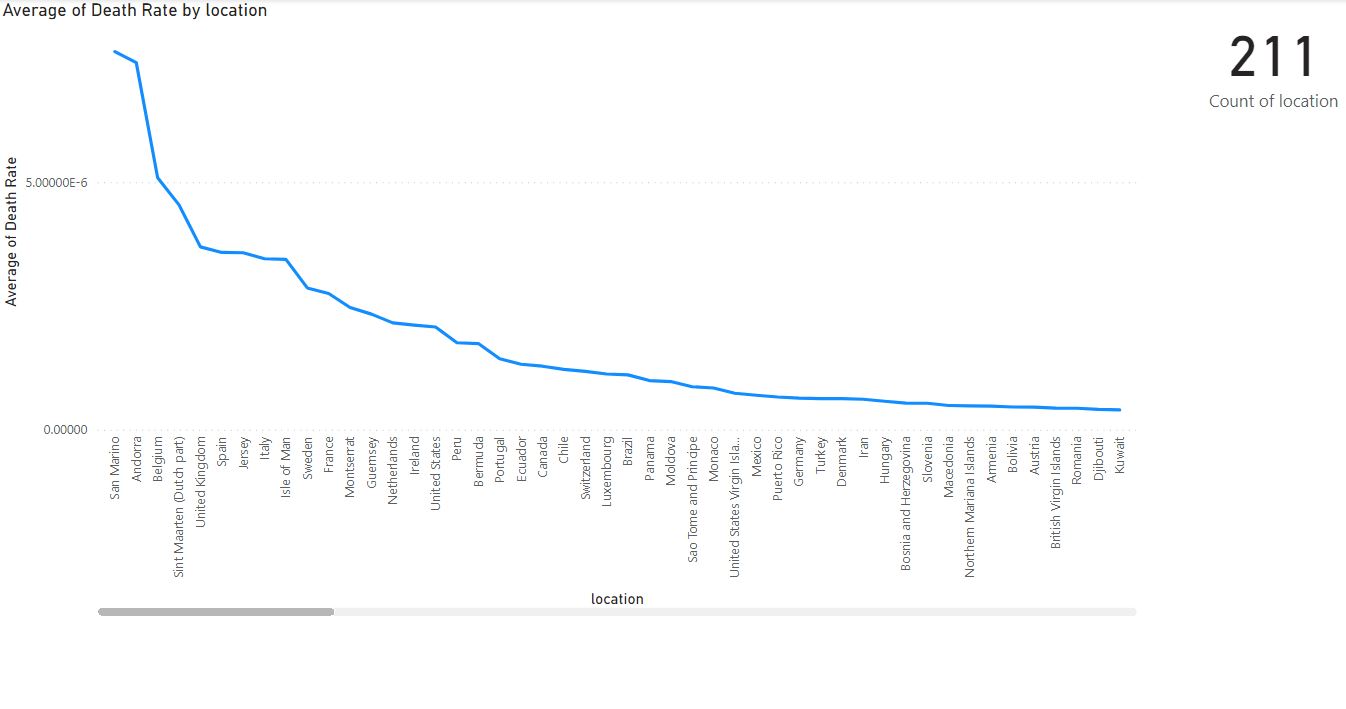 Average of Death Rate by location
211
Count of location
Average of Death Rate
5.00000E-6
0.00000
San Marino
Andorra
Belgium
Sint Maarten (Dutch part)
United Kingdom
Spain
Jersey
Italy
Isle of Man
Sweden
France
Montserrat
Guernsey
Netherlands
Ireland
United States
Peru
Bermuda
Portugal
Ecuador
Canada
Chile
Switzerland
Luxembourg
Brazil
Panama
Moldova
Sao Tome and Principe
Monaco
United States Virgin Isla...
Mexico
Puerto Rico
Germany
Turkey
Denmark
Iran
Hungary
Bosnia and Herzegovina
Slovenia
Macedonia
Northern Mariana Islands
Armenia
Bolivia
Austria
British Virgin Islands
Romania
Djibouti
Kuwait
location